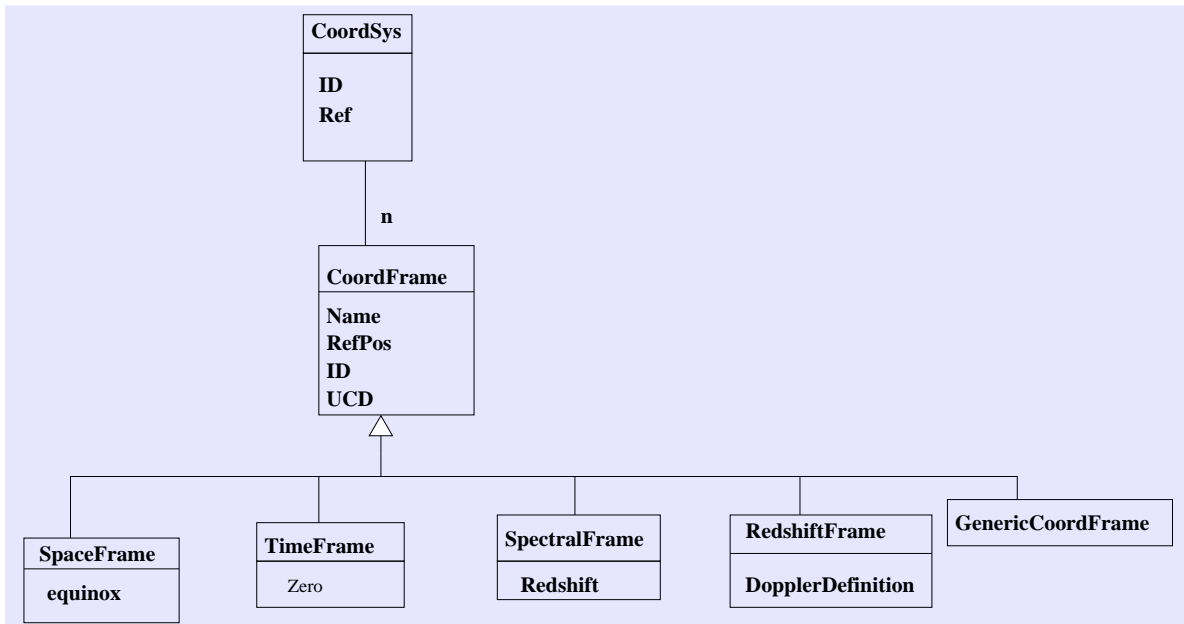 CoordSys
ID
Ref
n
CoordFrame
Name
RefPos
ID
UCD
SpaceFrame
equinox
TimeFrame
Zero
SpectralFrame
Redshift
RedshiftFrame
DopplerDefinition
GenericCoordFrame